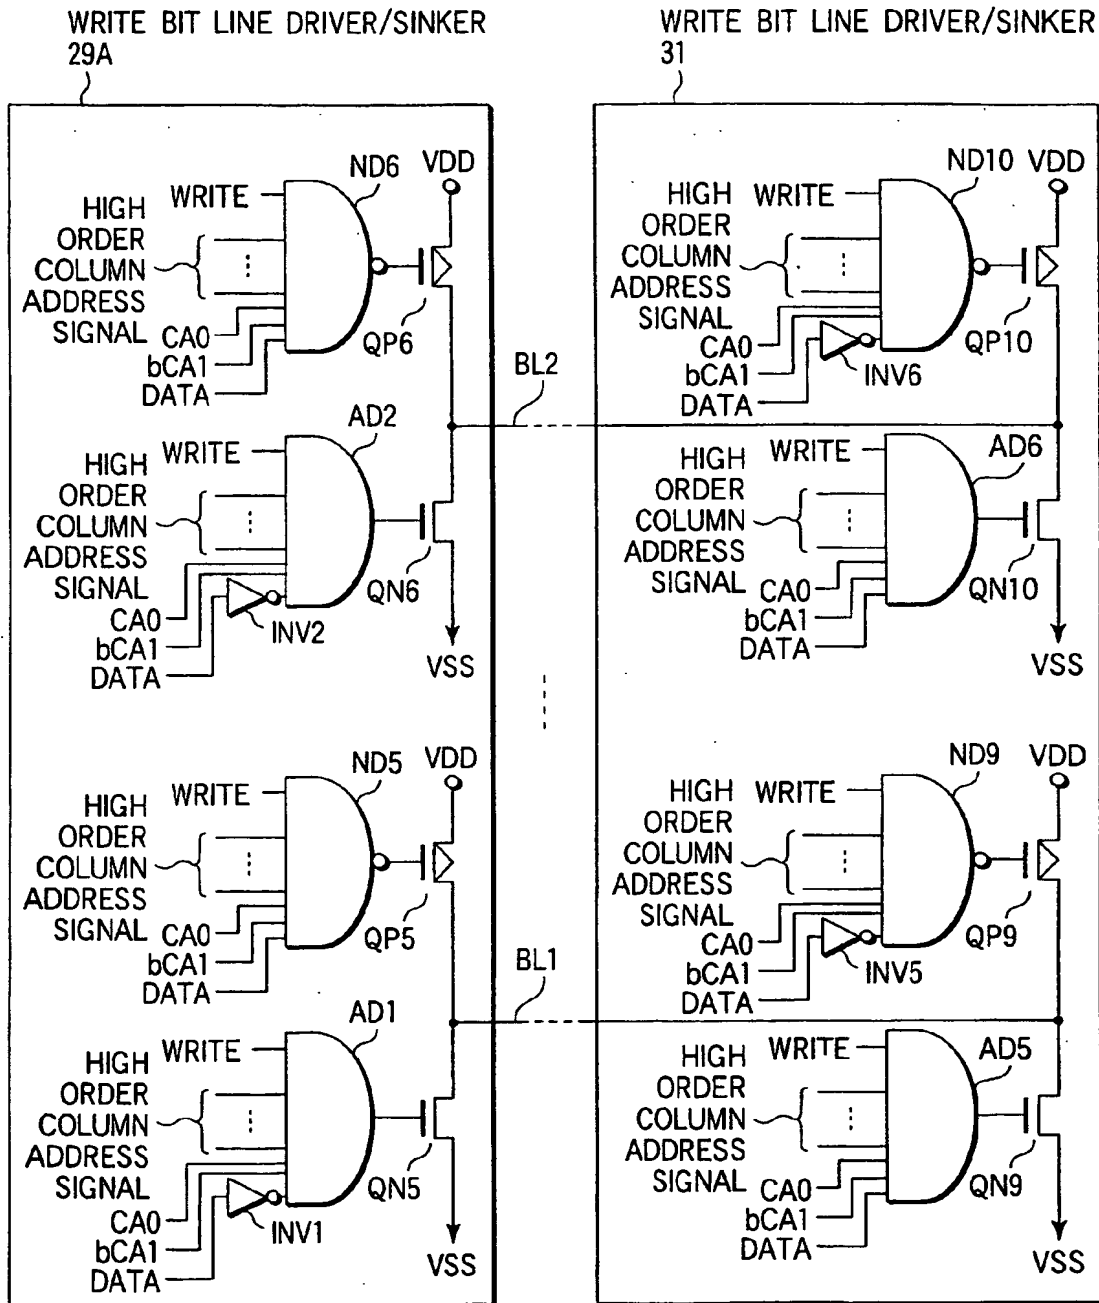 WRITE BIT LINE DRIVER/SINKER
29A
ND6
VDD
WRITE
HIGH
ORDER
COLUMN
ADDRESS
SIGNAL
CA0
bCA1
DATA
QP6
BL2
AD2
WRITE
HIGH
ORDER
COLUMN
ADDRESS
SIGNAL
CA0
bCA1
DATA
INV2
QN6
VSS
ND5
VDD
WRITE
HIGH
ORDER
COLUMN
ADDRESS
SIGNAL
CA0
bCA1
DATA
QP5
BL1
AD1
WRITE
HIGH
ORDER
COLUMN
ADDRESS
SIGNAL
CA0
bCA1
DATA
INV1
QN5
VSS
WRITE BIT LINE DRIVER/SINKER
31
ND10
VDD
WRITE
HIGH
ORDER
COLUMN
ADDRESS
SIGNAL
CA0
bCA1
DATA
INV6
QP10
AD6
WRITE
HIGH
ORDER
COLUMN
ADDRESS
SIGNAL
CA0
bCA1
DATA
QN10
VSS
ND9
VDD
WRITE
HIGH
ORDER
COLUMN
ADDRESS
SIGNAL
CA0
bCA1
DATA
INV5
QP9
AD5
WRITE
HIGH
ORDER
COLUMN
ADDRESS
SIGNAL
CA0
bCA1
DATA
QN9
VSS